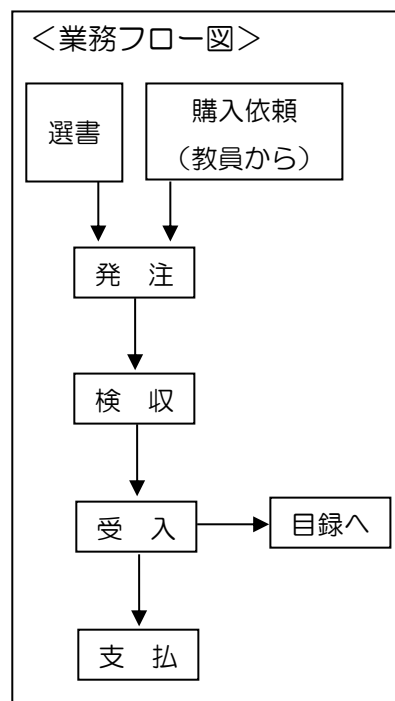 ＜業務フロー図＞
選書
購入依頼
（教員から）
発　注
検　収
受　入
目録へ
支　払